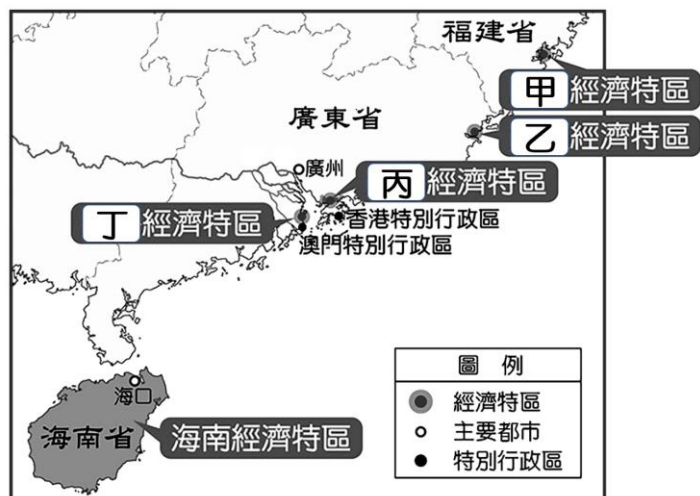 福建省
甲 經濟特區
乙 經濟特區
廣東省
廣州
丙 經濟特區
丁 經濟特區
香港特別行政區
澳門特別行政區
海口
海南省
海南經濟特區
圖 例
經濟特區
主要都市
特別行政區